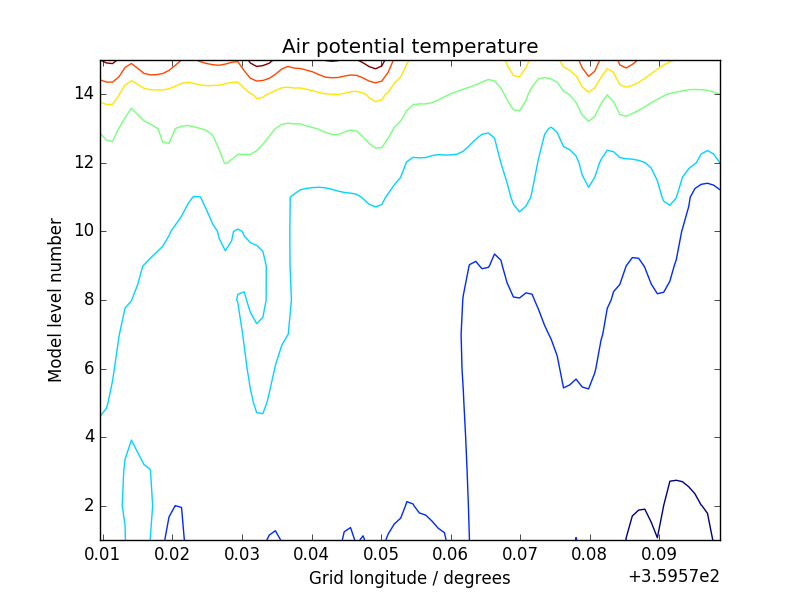 Air potential temperature
14
12
10
8
6
4
2
Model level number
0.01 0.02 0.03 0.04 0.05 0.06 0.07 0.08 0.09
Grid longitude / degrees
+3.5957e2